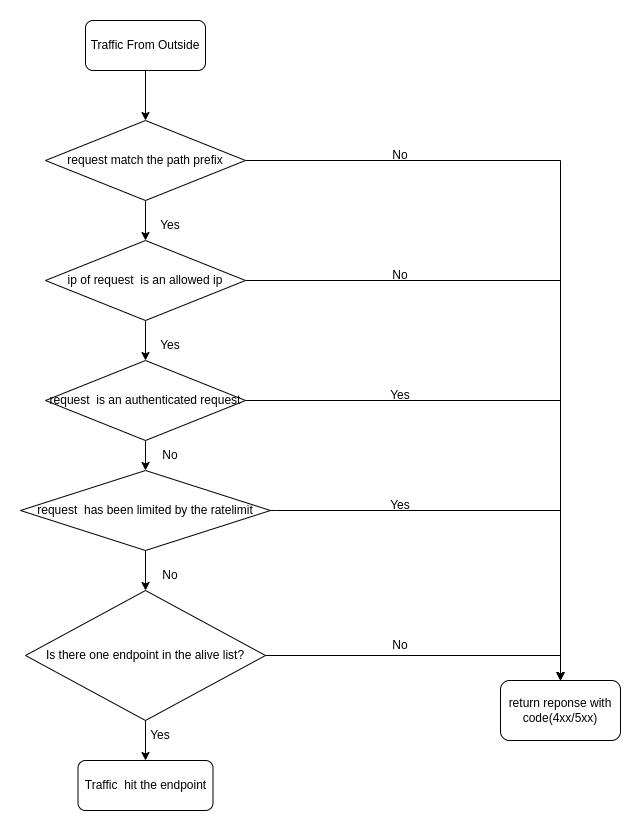 Traffic From Outside
request match the path prefix
No
Yes
ip of request  is an allowed ip
No
Yes
request  is an authenticated request
Yes
No
request  has been limited by the ratelimit
Yes
No
Is there one endpoint in the alive list?
No
Yes
return reponse with
code(4xx/5xx)
Traffic  hit the endpoint